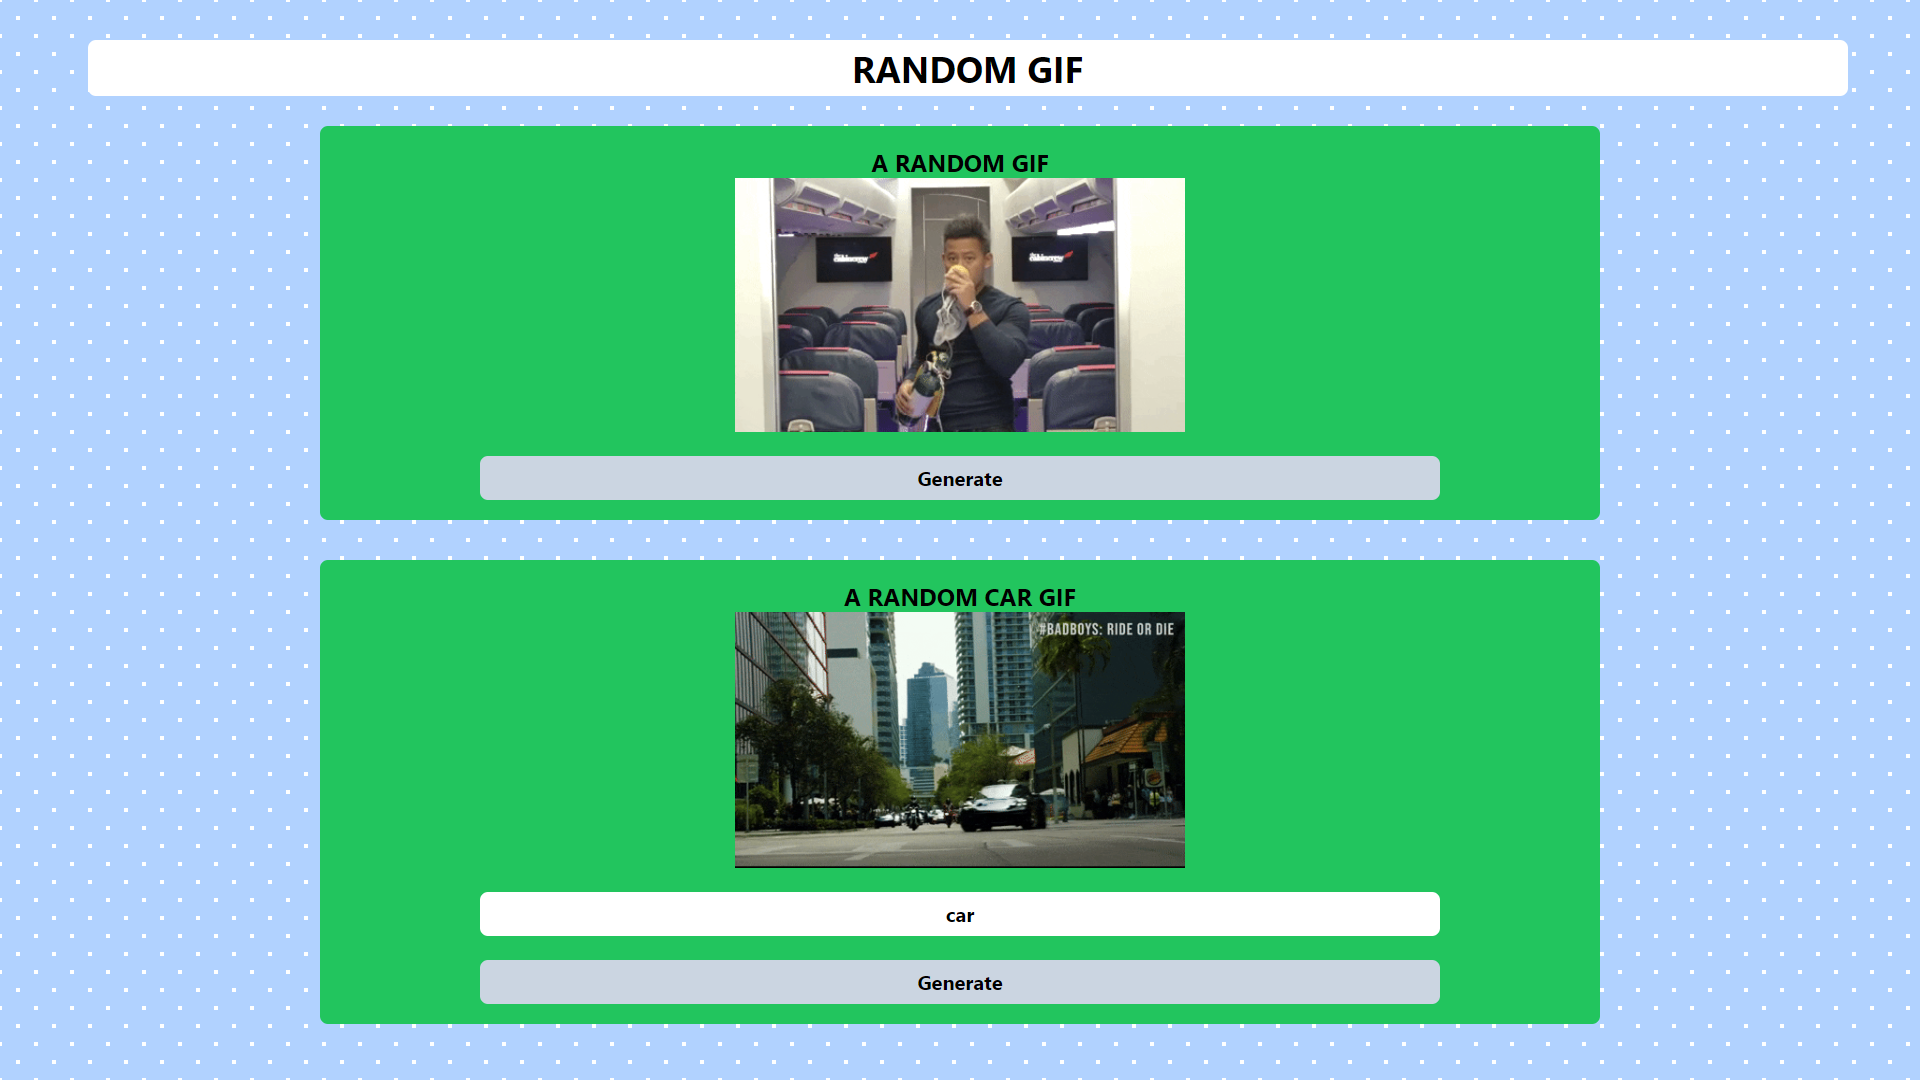 RANDOM GIF
A RANDOM GIF
Generate
A RANDOM CAR GIF
#BADBOYS: RIDE OR DIE
car
Generate